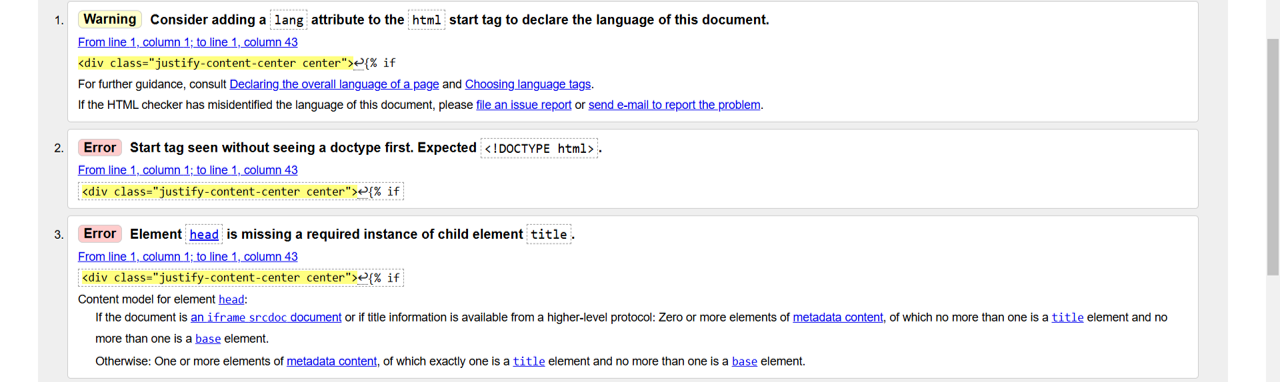 1. Warning Consider adding a lang attribute to the html start tag to declare the language of this document.
From line 1, column 1; to line 1, column 43
<div class="justify-content-center center">↩{% if
For further guidance, consult Declaring the overall language of a page and Choosing language tags.
If the HTML checker has misidentified the language of this document, please file an issue report or send e-mail to report the problem.
2. Error Start tag seen without seeing a doctype first. Expected <!DOCTYPE html>.
From line 1, column 1; to line 1, column 43
<div class="justify-content-center center">↩{% if
3. Error Element head is missing a required instance of child element title.
From line 1, column 1; to line 1, column 43
<div class="justify-content-center center">↩{% if
Content model for element head:
If the document is an iframe srcdoc document or if title information is available from a higher-level protocol: Zero or more elements of metadata content, of which no more than one is a title element and no
more than one is a base element.
Otherwise: One or more elements of metadata content, of which exactly one is a title element and no more than one is a base element.